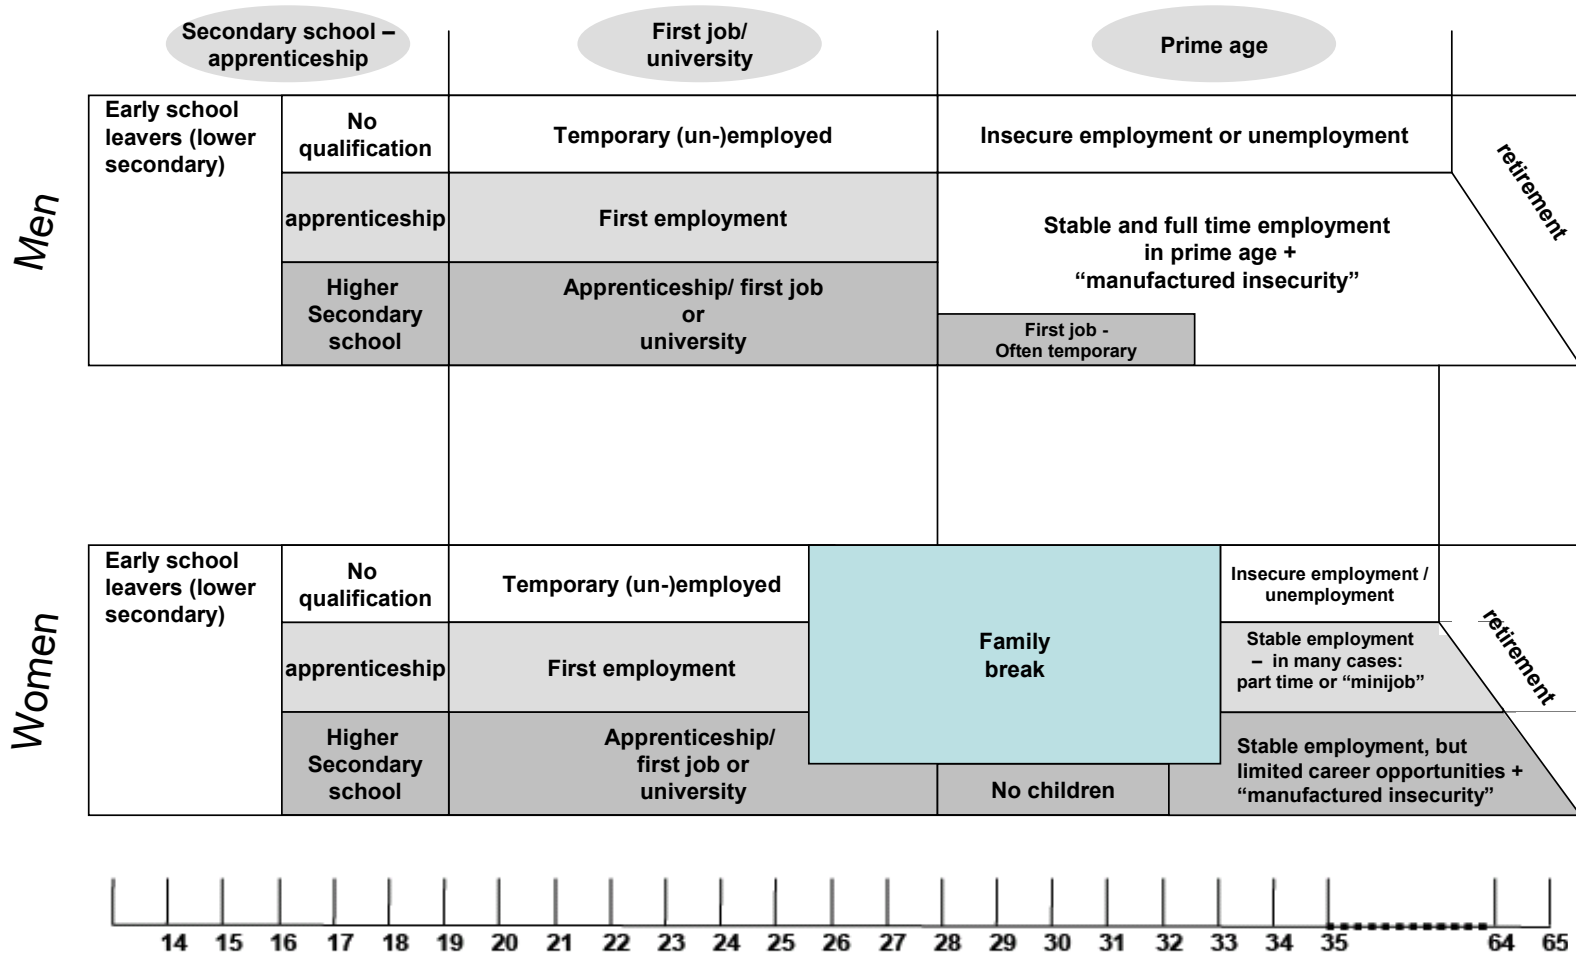 Secondary school –
apprenticeship
First job/
university
Prime age
Men
Early school
leavers (lower
secondary)
No
qualification
Temporary (un-)employed
Insecure employment or unemployment
retirement
apprenticeship
First employment
Stable and full time employment
in prime age +
“manufactured insecurity”
Higher
Secondary
school
Apprenticeship/ first job
or
university
First job -
Often temporary
Women
Early school
leavers (lower
secondary)
No
qualification
Temporary (un-)employed
Family
break
Insecure employment /
unemployment
retirement
apprenticeship
First employment
Stable employment
– in many cases:
part time or “minijob”
Higher
Secondary
school
Apprenticeship/
first job or
university
No children
Stable employment, but
limited career opportunities +
“manufactured insecurity”
14 15 16 17 18 19 20 21 22 23 24 25 26 27 28 29 30 31 32 33 34 35 64 65